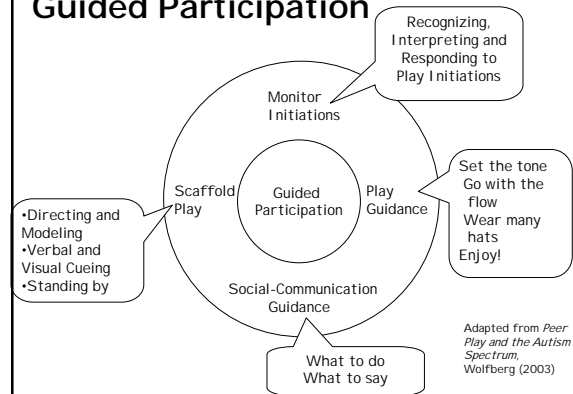 Guided Participation
Recognizing,
Interpreting and
Responding to
Play Initiations
Monitor
Initiations
Scaffold
Play
Guided
Participation
Play
Guidance
Set the tone
Go with the
flow
Wear many
hats
Enjoy!
•Directing and
Modeling
•Verbal and
Visual Cueing
•Standing by
Social-Communication
Guidance
What to do
What to say
Adapted from Peer
Play and the Autism
Spectrum,
Wolfberg (2003)